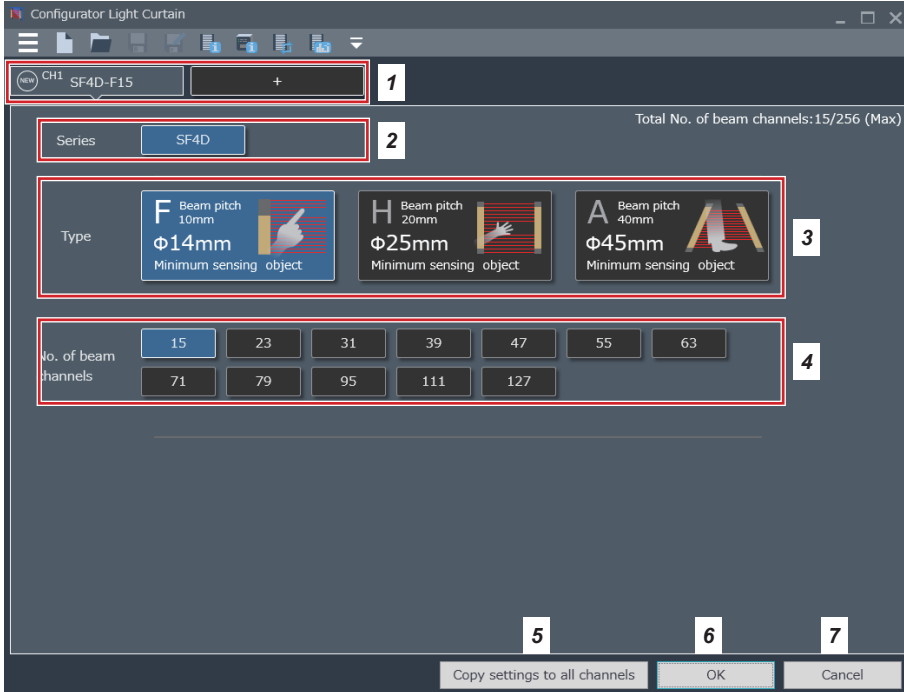 Configurator Light Curtain
NEW CH1 SF4D-F15 +
1
Total No. of beam channels:15/256 (Max)
Series SF4D
2
Type
F Beam pitch 10mm
Φ14mm
Minimum sensing object
H Beam pitch 20mm
Φ25mm
Minimum sensing object
A Beam pitch 40mm
Φ45mm
Minimum sensing object
3
No. of beam channels
15 23 31 39 47 55 63
71 79 95 111 127
4
5 6 7
Copy settings to all channels OK Cancel